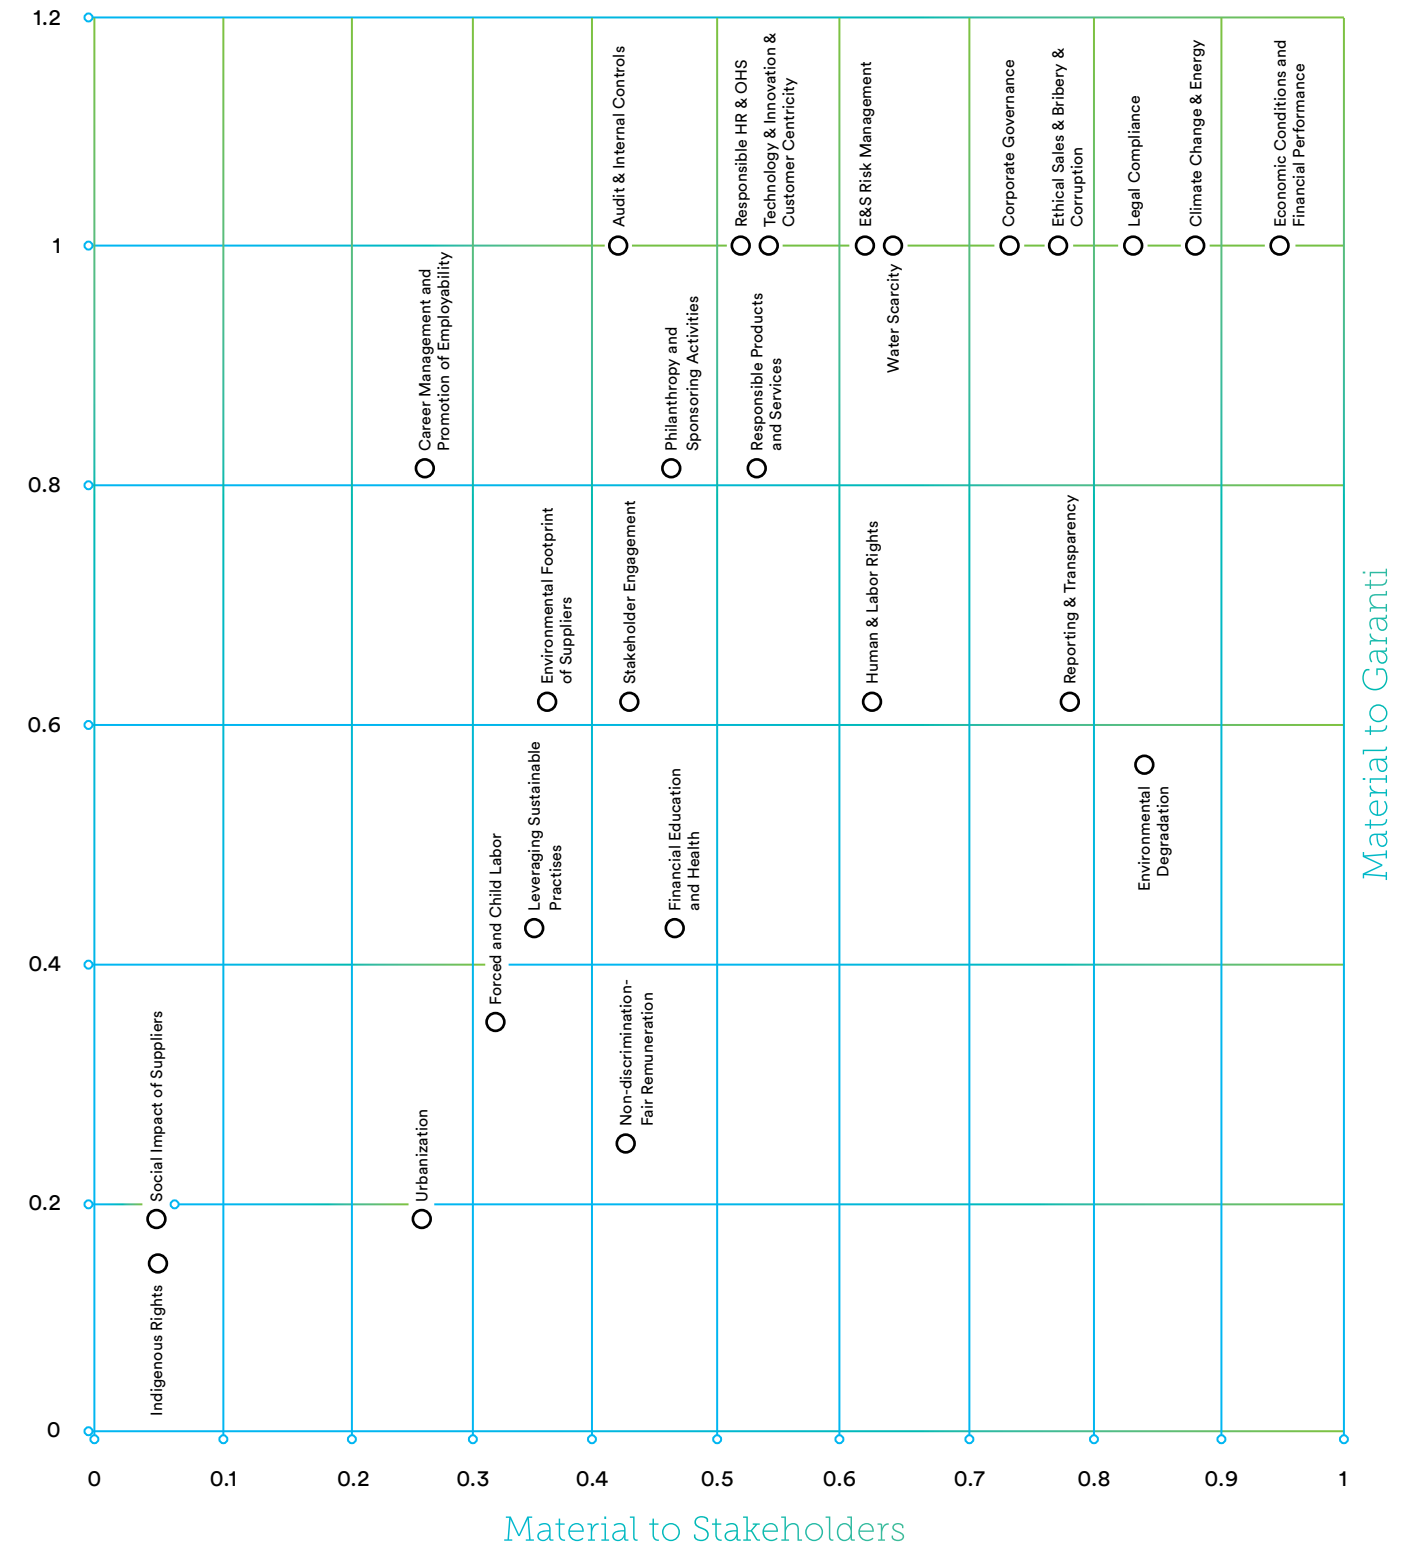 1.2
Audit & Internal Controls
Responsible HR & OHS
Technology & Innovation &
Customer Centricity
E&S Risk Management
Corporate Governance
Ethical Sales & Bribery &
Corruption
Legal Compliance
Climate Change & Energy
Economic Conditions and
Financial Performance
1
Water Scarcity
Career Management and
Promotion of Employability
Philanthropy and
Sponsoring Activities
Responsible Products
and Services
0.8
Environmental Footprint
of Suppliers
Stakeholder Engagement
Human & Labor Rights
Reporting & Transparency
0.6
Environmental
Degradation
Forced and Child Labor
Leveraging Sustainable
Practises
Financial Education
and Health
0.4
Non-discrimination-
Fair Remuneration
Social Impact of Suppliers
Urbanization
0.2
Indigenous Rights
0
0 0.1 0.2 0.3 0.4 0.5 0.6 0.7 0.8 0.9 1
Material to Stakeholders
Material to Garanti